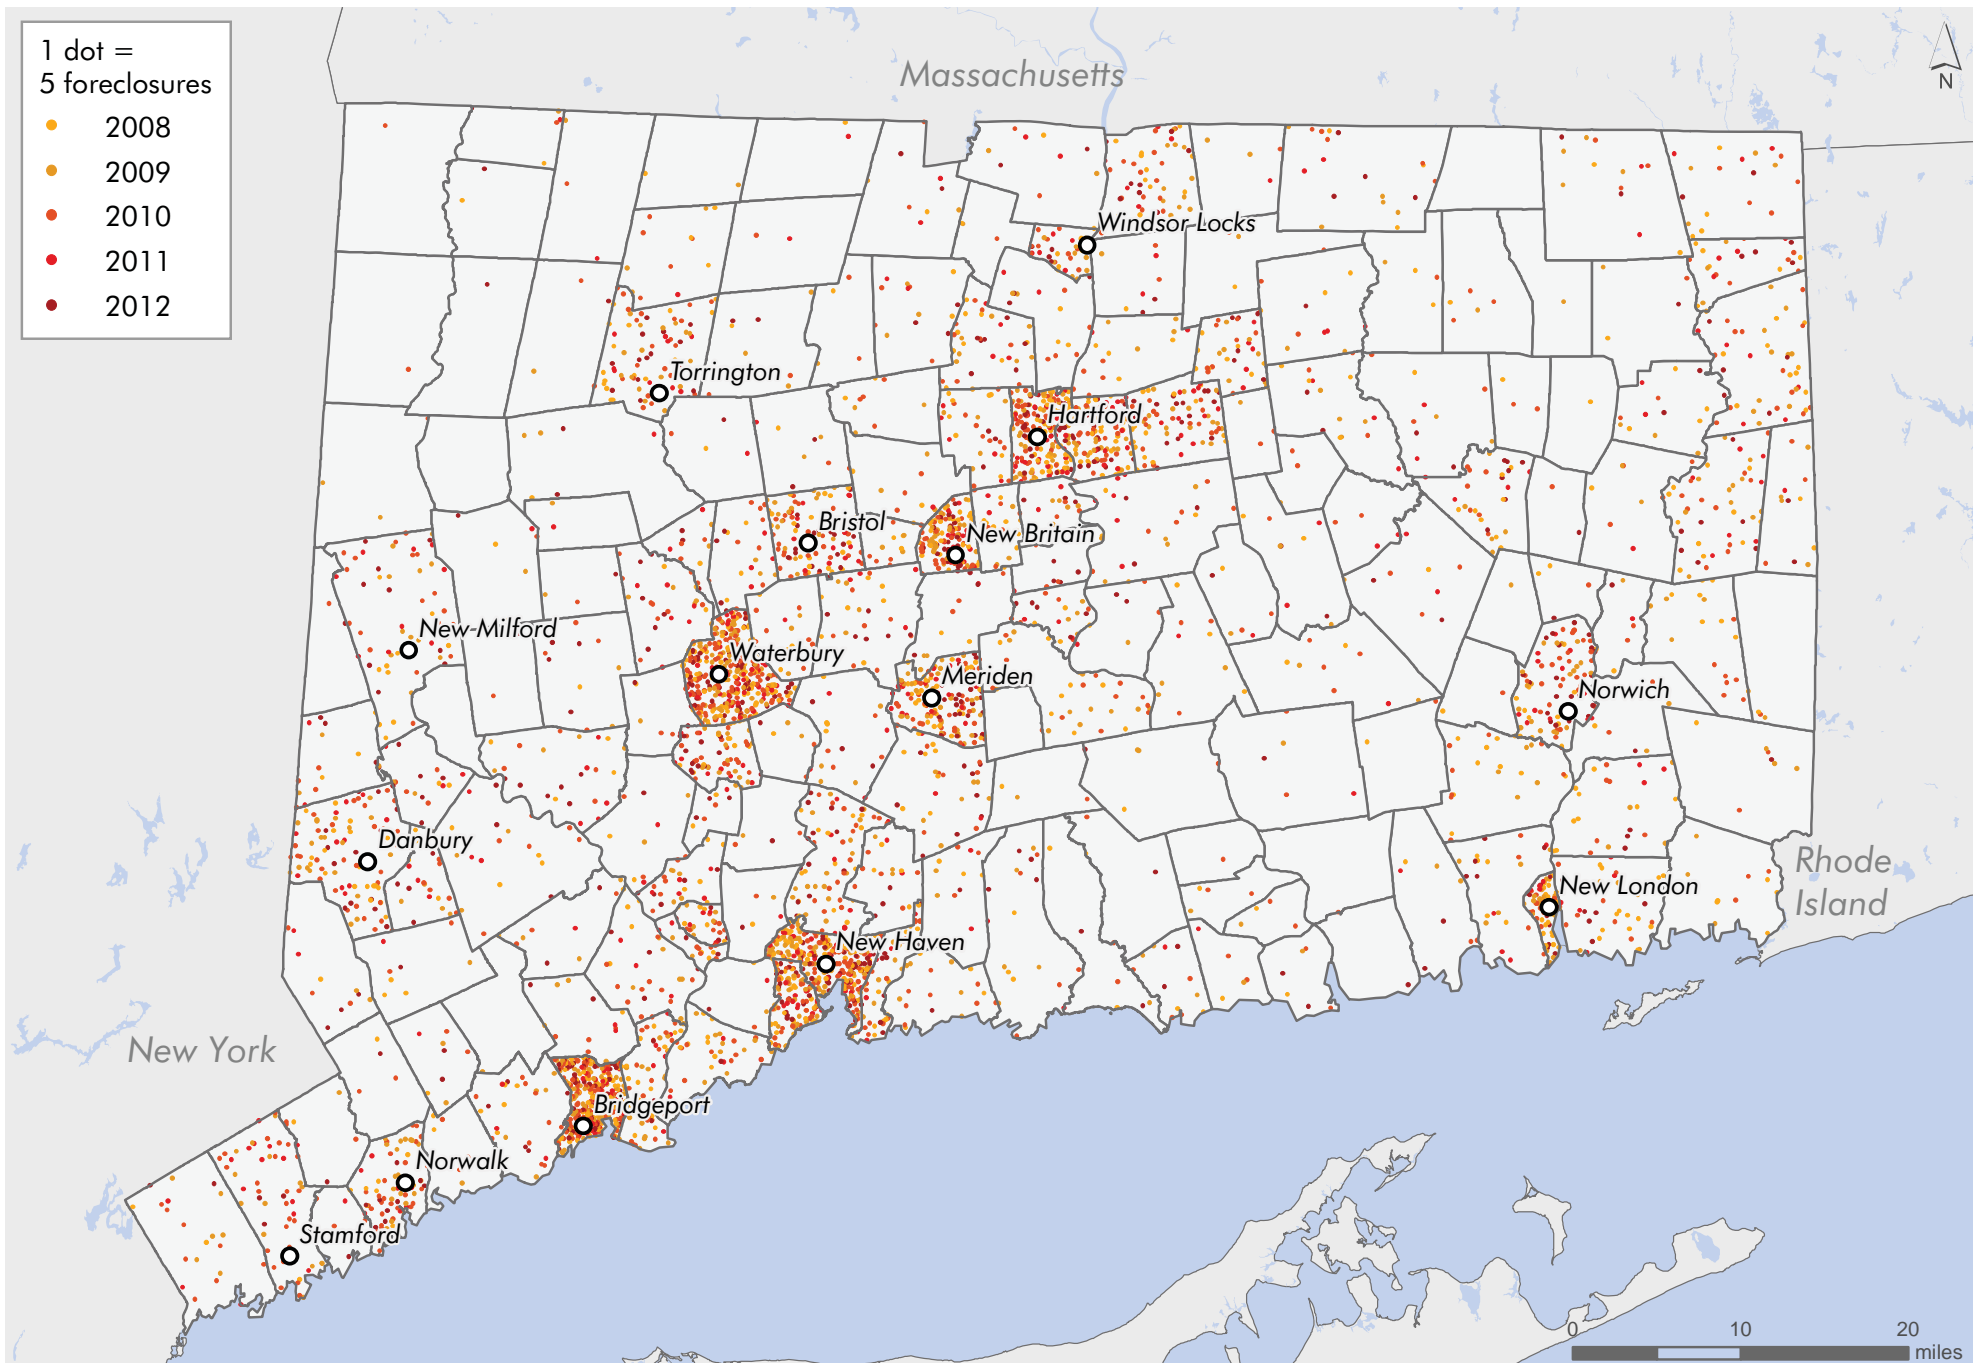 1 dot =
5 foreclosures
2008
2009
2010
2011
2012
Massachusetts
N
Windsor Locks
Torrington
Hartford
Bristol
New Britain
New Milford
Waterbury
Meriden
Norwich
Danbury
Rhode
Island
New London
New Haven
New York
Bridgeport
Norwalk
Stamford
0 10 20
miles